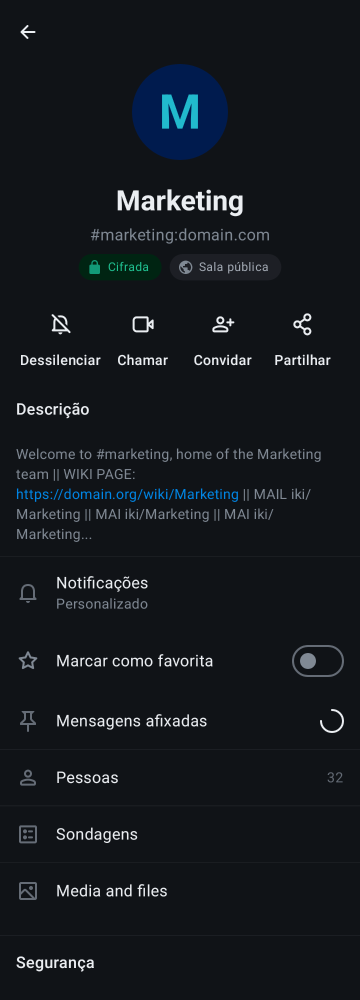 M
Marketing
#marketing:domain.com
Cifrada
Sala pública
Dessilenciar
Chamar
Convidar
Partilhar
Descrição
Welcome to #marketing, home of the Marketing
team || WIKI PAGE:
https://domain.org/wiki/Marketing || MAIL iki/
Marketing || MAI iki/Marketing || MAI iki/
Marketing...
Notificações
Personalizado
Marcar como favorita
Mensagens afixadas
Pessoas
32
Sondagens
Media and files
Segurança